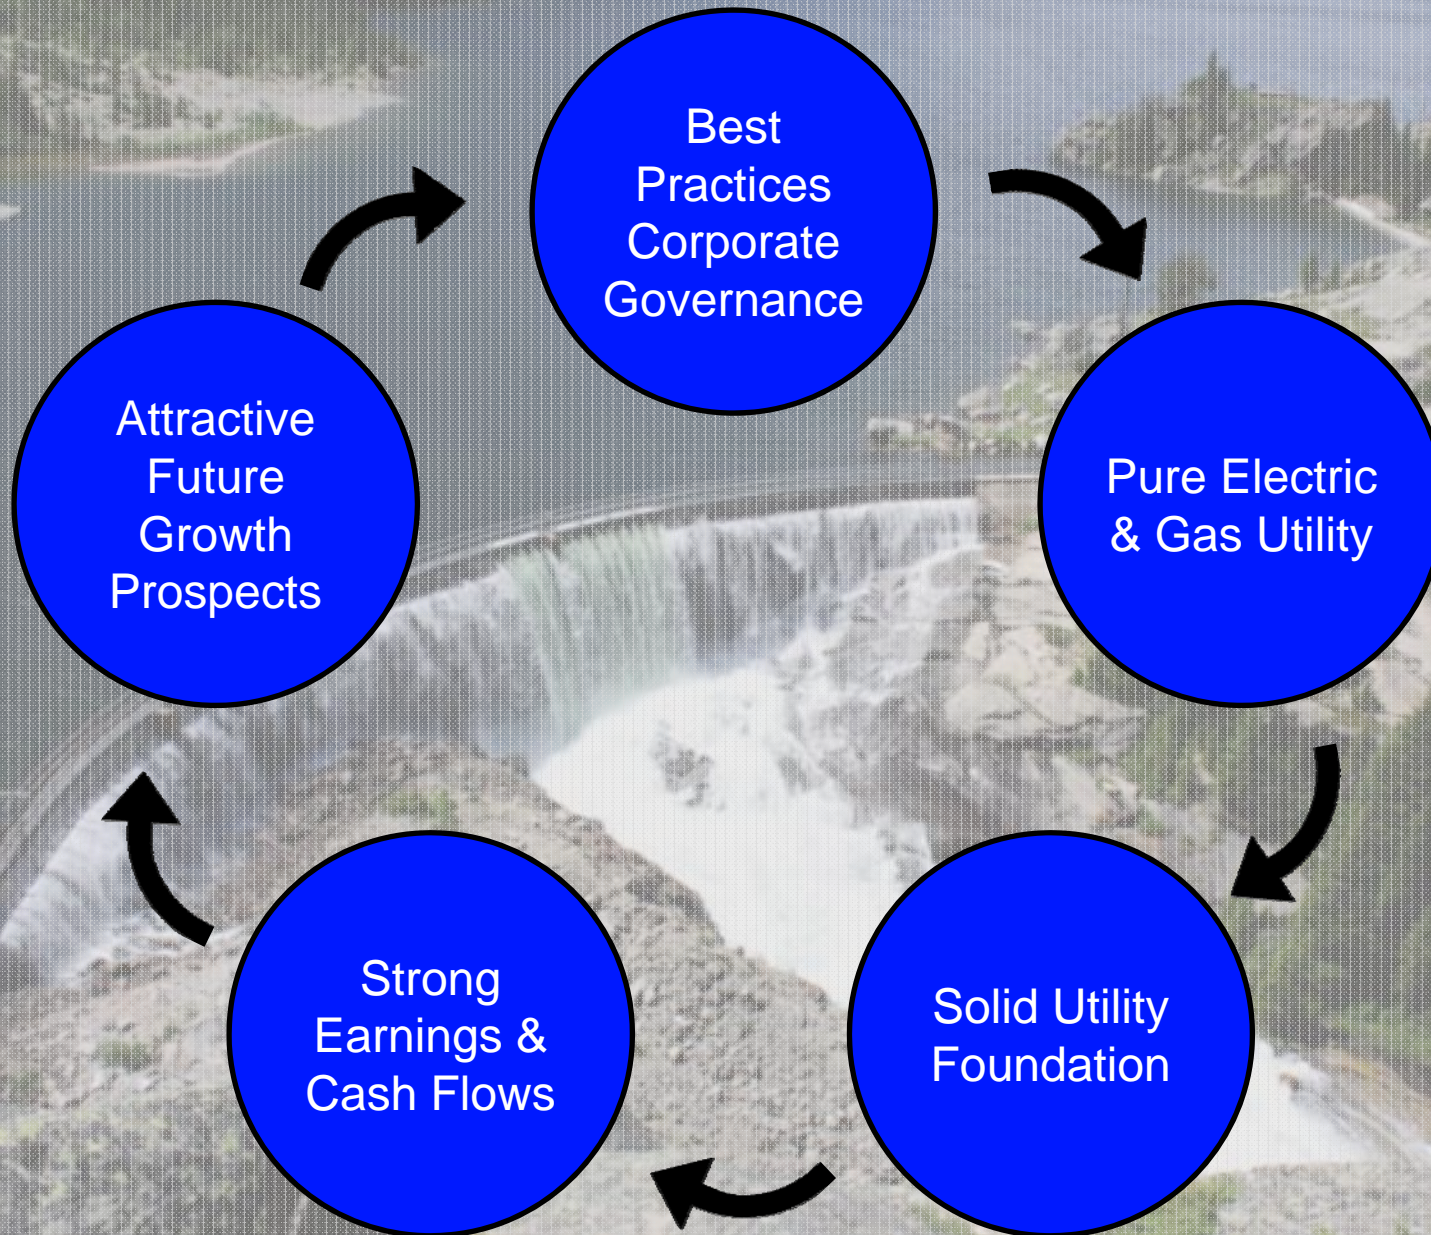 Best
Practices
Corporate
Governance
Pure Electric
& Gas Utility
Solid Utility
Foundation
Strong
Earnings &
Cash Flows
Attractive
Future
Growth
Prospects